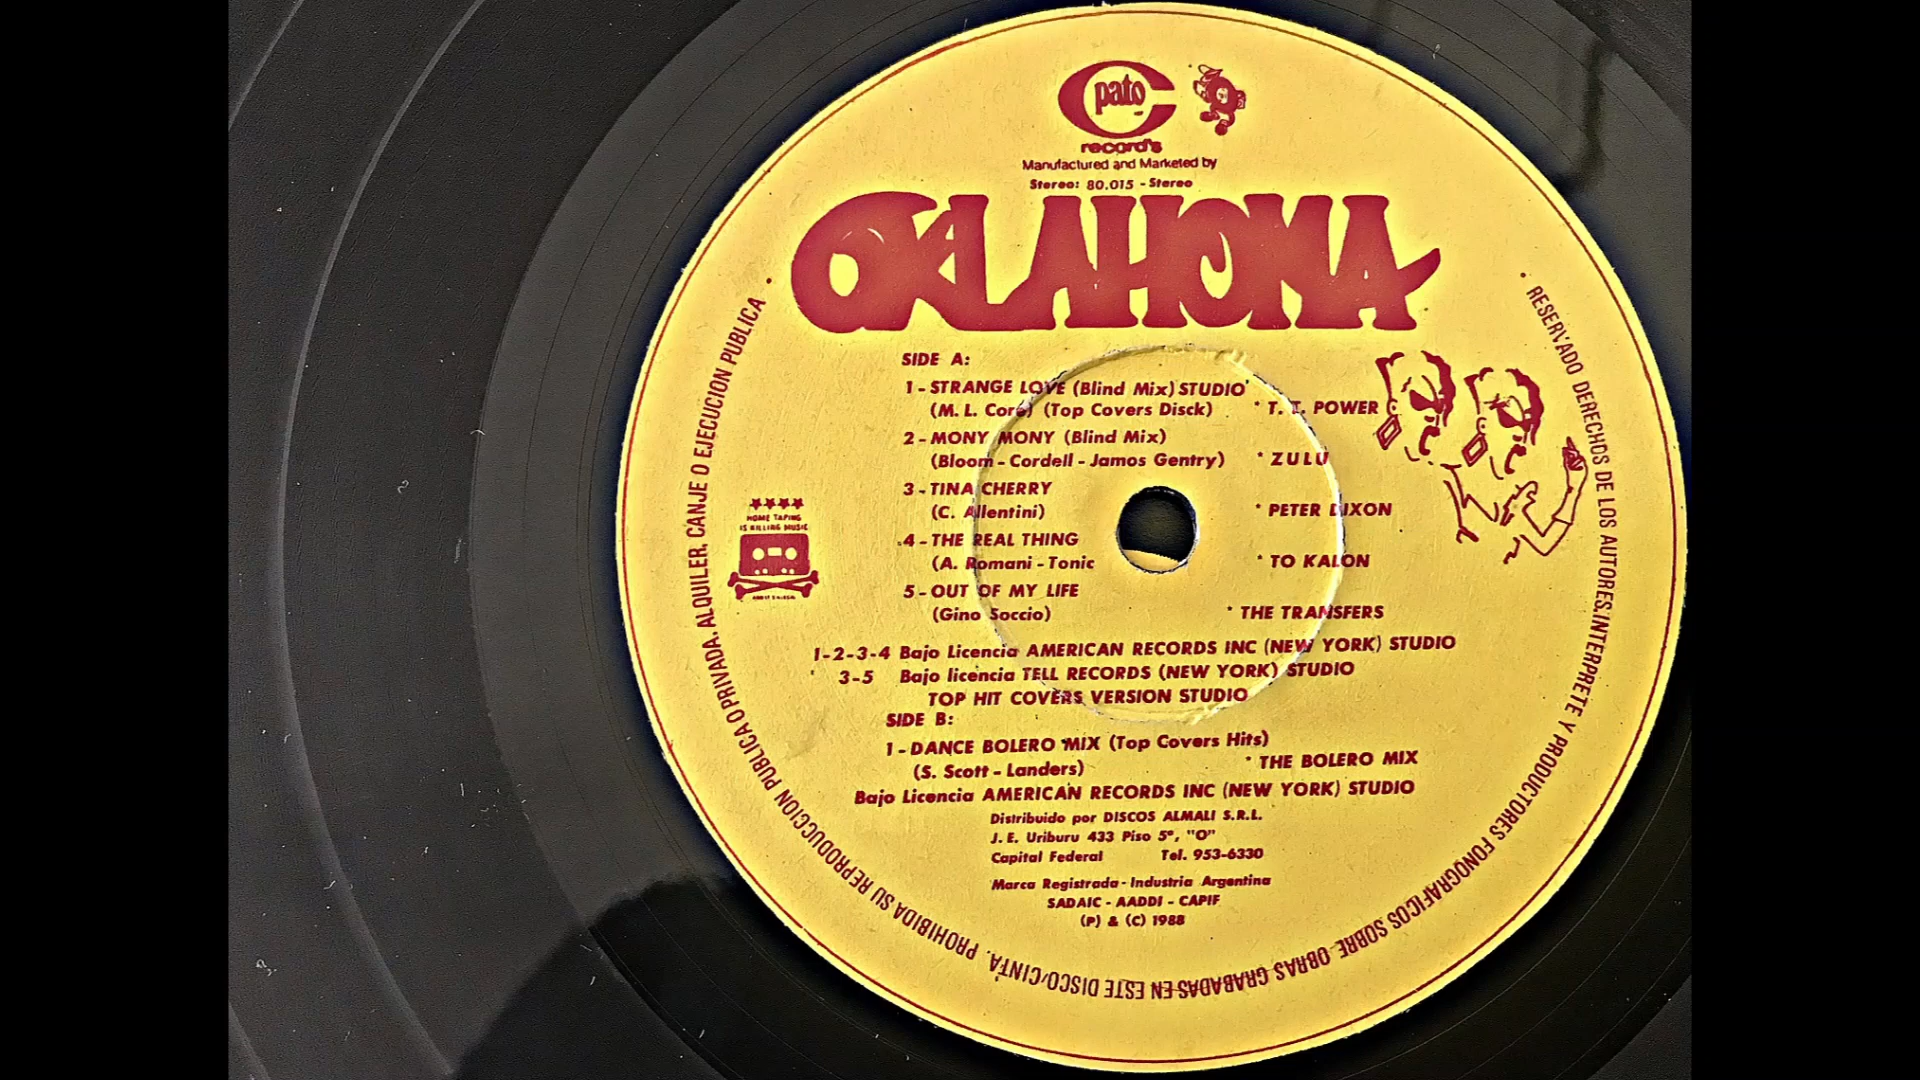 pato
record's
Manufactured and Marketed by
Stereo: 80.015 - Stereo
OKLAHOMA
SIDE A:
1 - STRANGE LOVE (Blind Mix) STUDIO
(M. L. Core) (Top Covers Disck) * T. T. POWER
2 - MONY MONY (Blind Mix)
(Bloom - Cordell - Jamos Gentry) * ZULU
3 - TINA CHERRY
(C. Allentini) * PETER DIXON
4 - THE REAL THING
(A. Romani - Tonic * TO KALON
5 - OUT OF MY LIFE
(Gino Soccio) * THE TRANSFERS
1-2-3-4 Bajo Licencia AMERICAN RECORDS INC (NEW YORK) STUDIO
3-5 Bajo licencia TELL RECORDS (NEW YORK) STUDIO
TOP HIT COVERS VERSION STUDIO
SIDE B:
1 - DANCE BOLERO MIX (Top Covers Hits)
(S. Scott - Landers) * THE BOLERO MIX
Bajo Licencia AMERICAN RECORDS INC (NEW YORK) STUDIO
Distribuido por DISCOS ALMALI S.R.L.
J. E. Uriburu 433 Piso 5º, "O"
Capital Federal Tel. 953-6330
Marca Registrada - Industria Argentina
SADAIC - AADDI - CAPIF
(P) & (C) 1988
HOME TAPING
IS KILLING MUSIC
RESERVADO DERECHOS DE LOS AUTORES, INTERPRETE Y PRODUCTORES FONOGRAFICOS SOBRE OBRAS GRABADAS EN ESTE DISCO/CINTA. PROHIBIDA SU REPRODUCCION PUBLICA O PRIVADA, ALQUILER, CANJE O EJECUCION PUBLICA